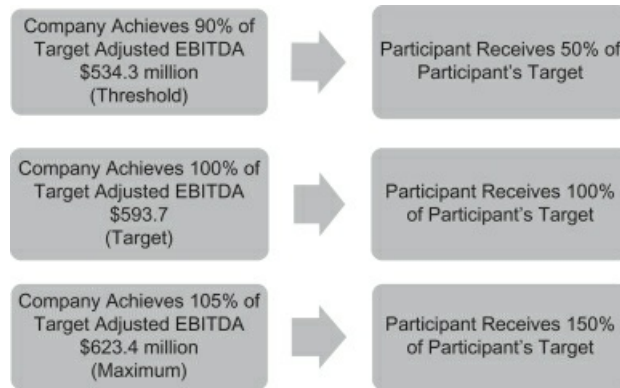 Company Achieves 90% of
Target Adjusted EBITDA
$534.3 million
(Threshold)
Participant Receives 50% of
Participant's Target
Company Achieves 100% of
Target Adjusted EBITDA
$593.7
(Target)
Participant Receives 100%
of Participant's Target
Company Achieves 105% of
Target Adjusted EBITDA
$623.4 million
(Maximum)
Participant Receives 150%
of Participant's Target